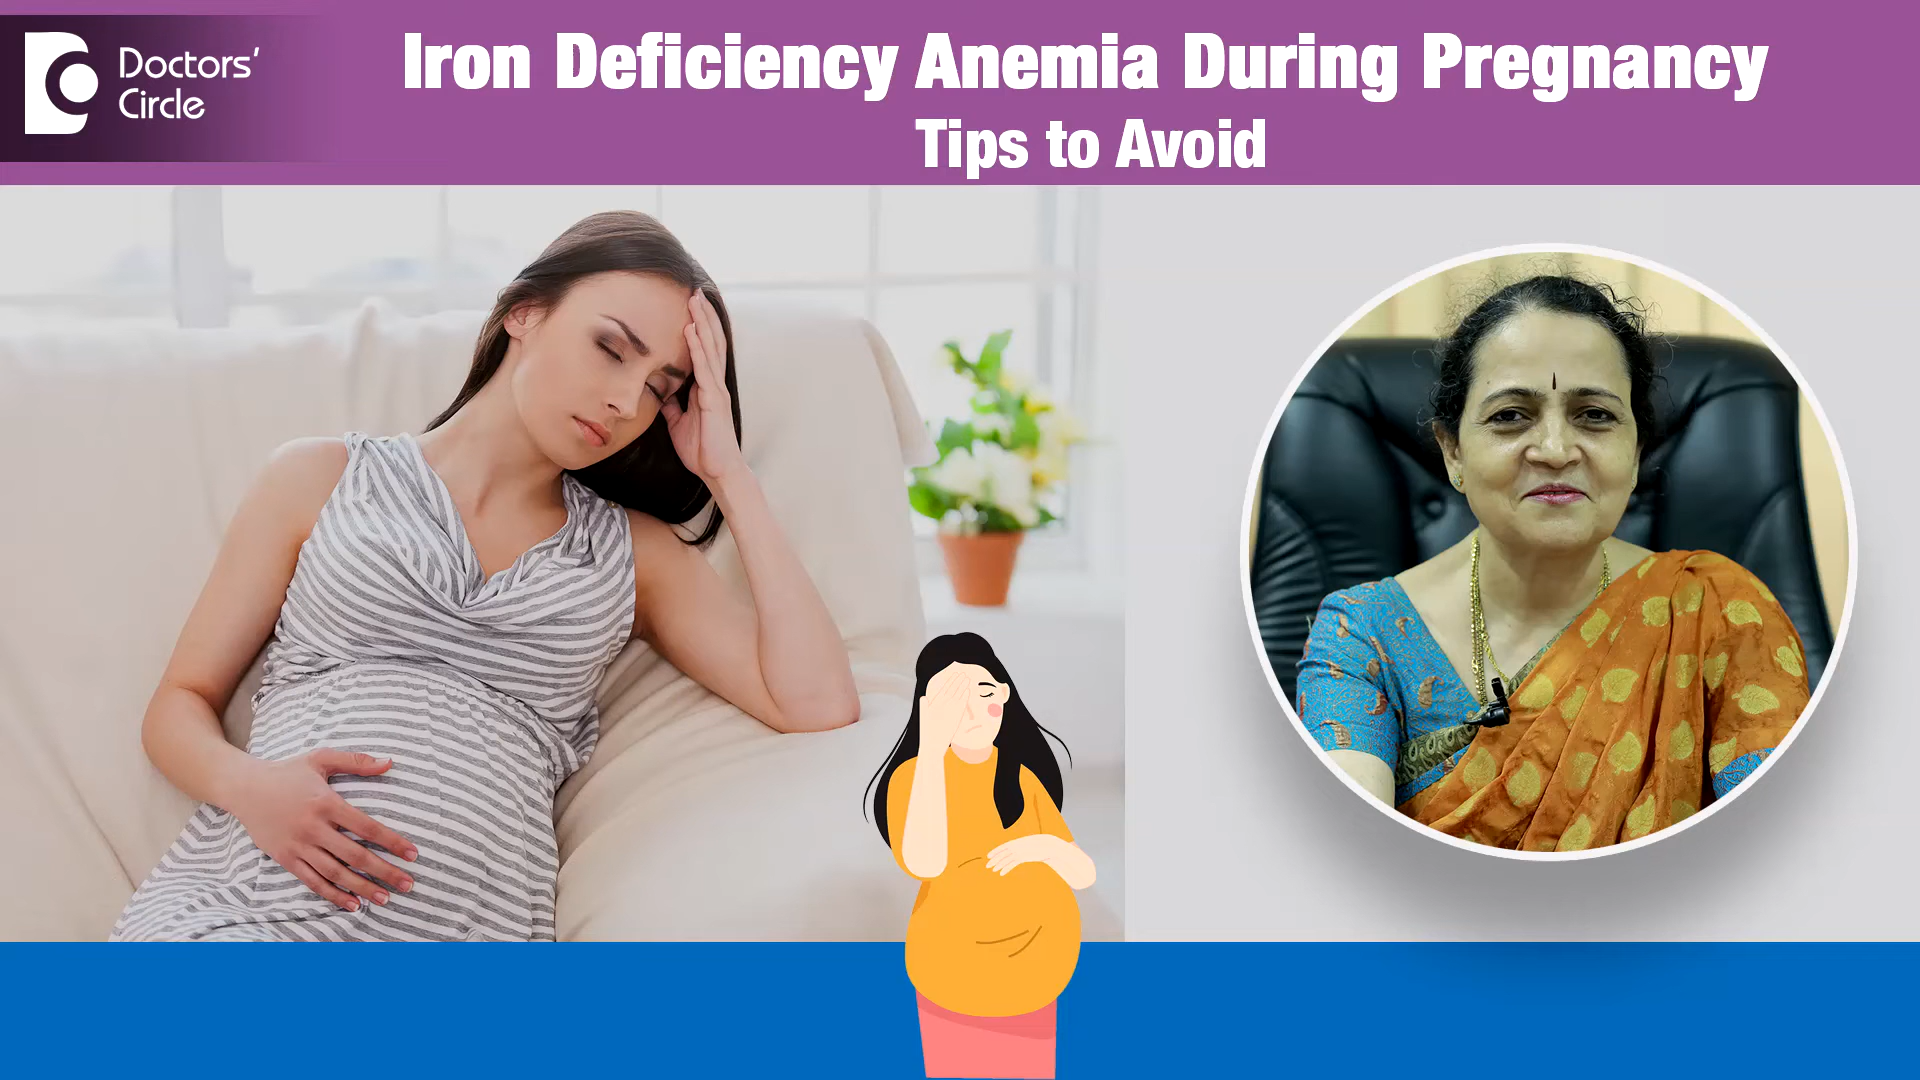 Doctors'
Circle
Iron Deficiency Anemia During Pregnancy
Tips to Avoid